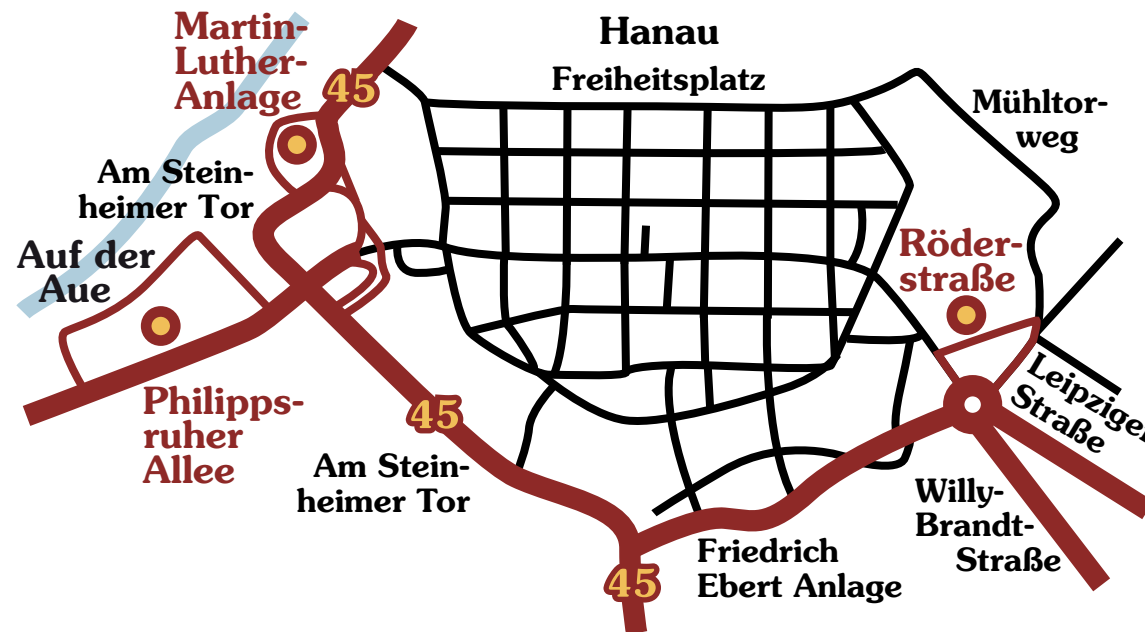 Martin-
Luther-
Anlage
45
Hanau
Freiheitsplatz
Mühltor-
weg
Am Stein-
heimer Tor
Auf der
Aue
Röder-
straße
Philipps-
ruher
Allee
45
Am Stein-
heimer Tor
Leipziger
Straße
Willy-
Brandt-
Straße
Friedrich
Ebert Anlage
45